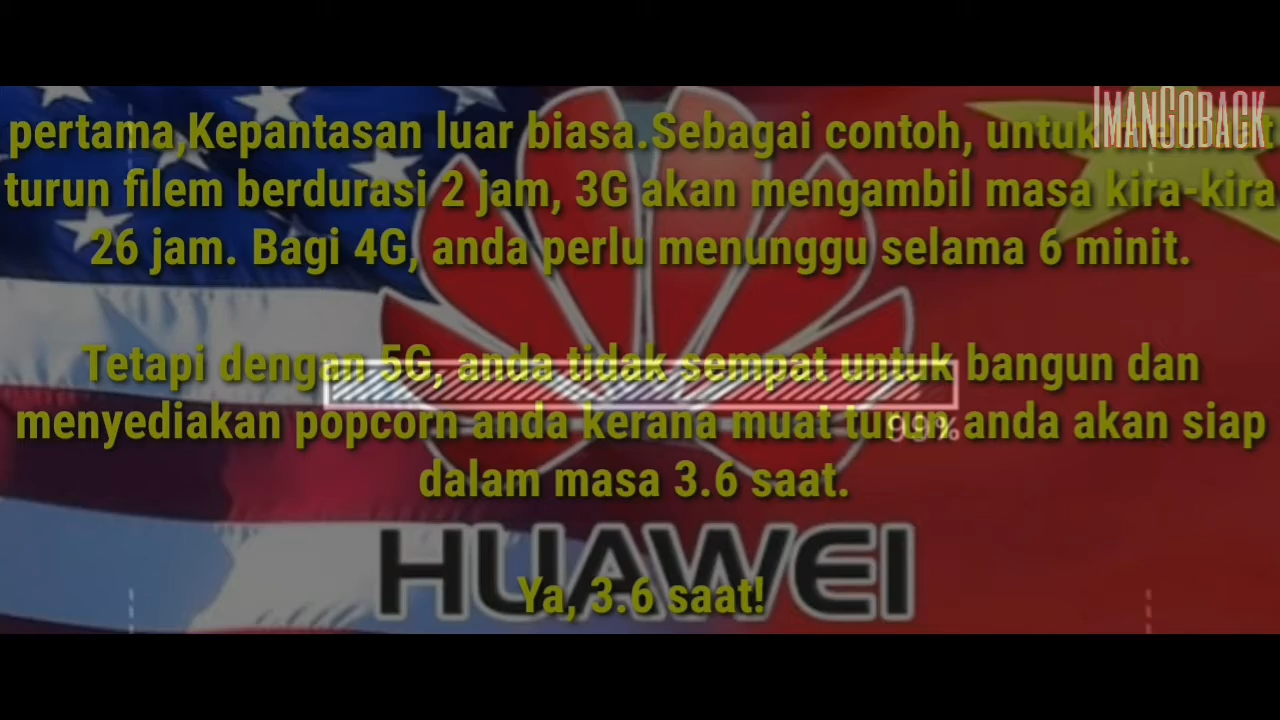 IMANGOBACK
pertama,Kepantasan luar biasa.Sebagai contoh, untuk
turun filem berdurasi 2 jam, 3G akan mengambil masa kira-kira
26 jam. Bagi 4G, anda perlu menunggu selama 6 minit.
Tetapi dengan 5G, anda tidak sempat untuk bangun dan
menyediakan popcorn anda kerana muat turun anda akan siap
99%
dalam masa 3.6 saat.
HUAWEI
Ya, 3.6 saat!